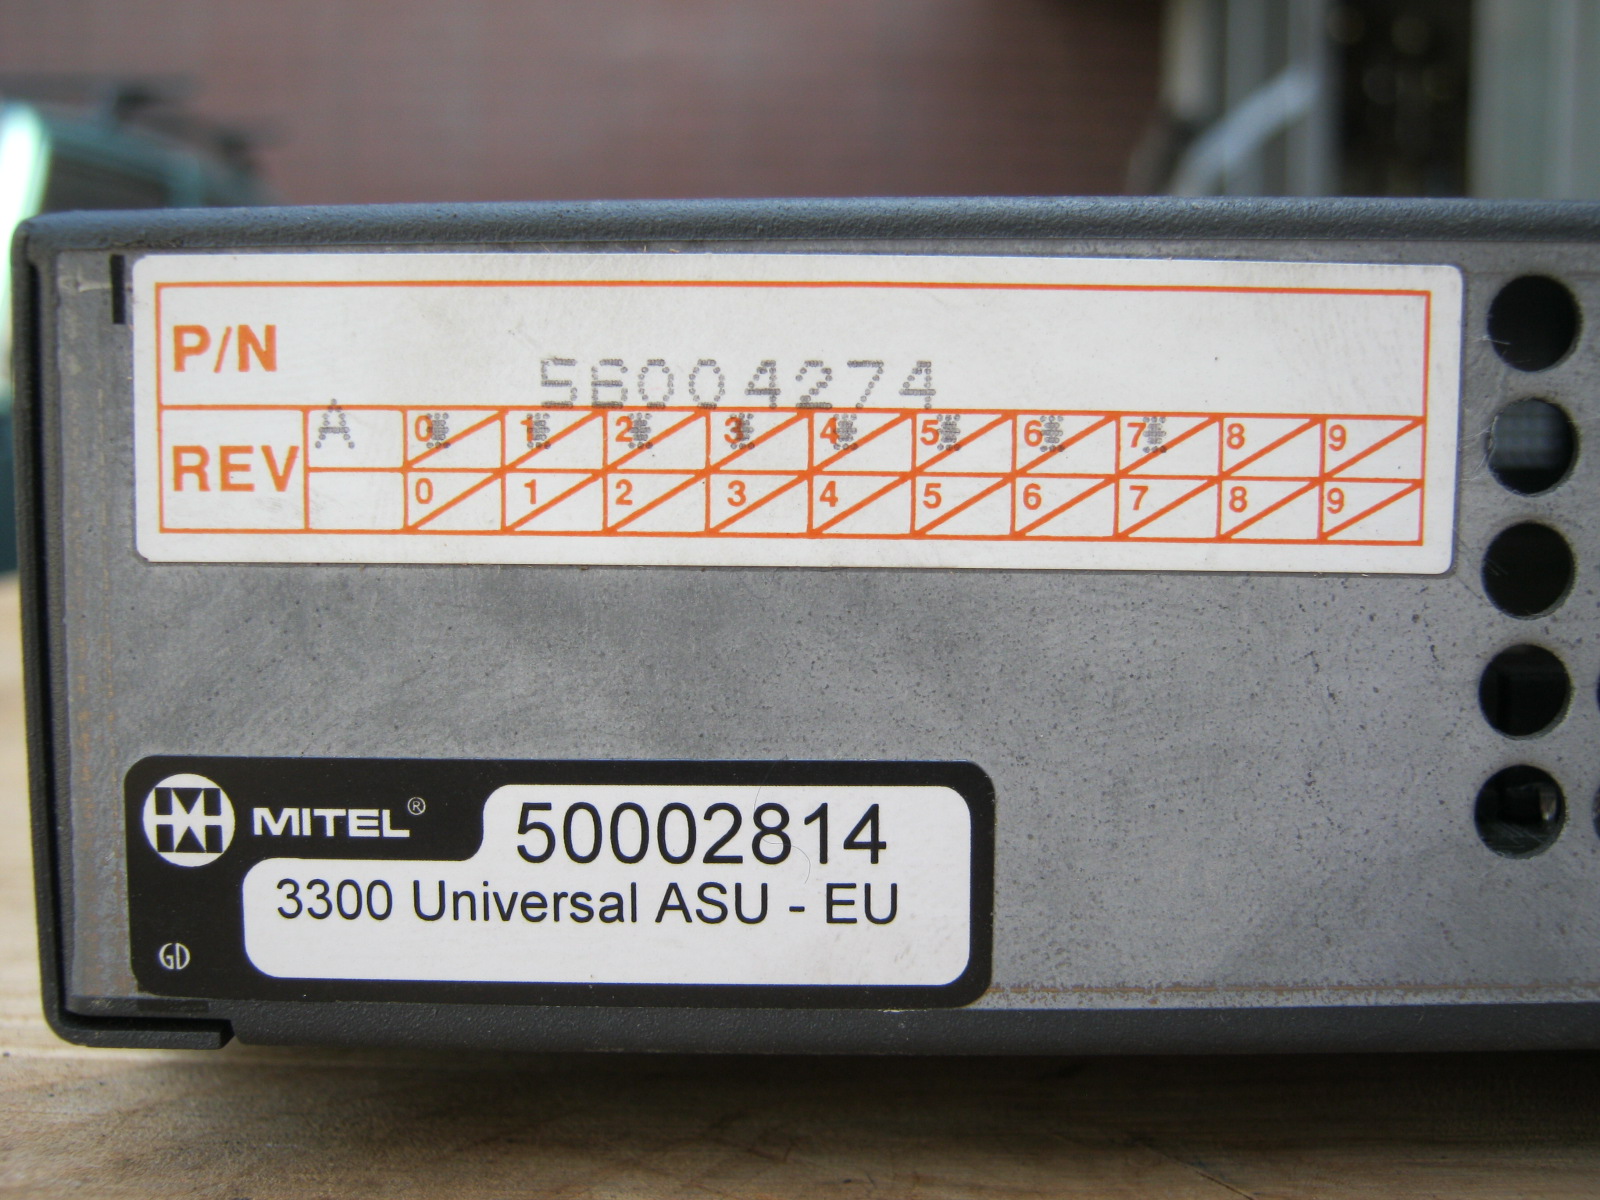 P/N
56004274
REV A 0 1 2 3 4 5 6 7 8 9
0 1 2 3 4 5 6 7 8 9
MITEL® 50002814
3300 Universal ASU - EU
GD